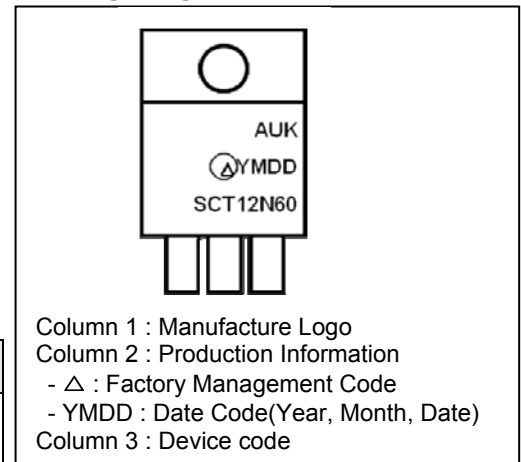 AUK
△YMDD
SCT12N60
Column 1 : Manufacture Logo
Column 2 : Production Information
- △ : Factory Management Code
- YMDD : Date Code(Year, Month, Date)
Column 3 : Device code